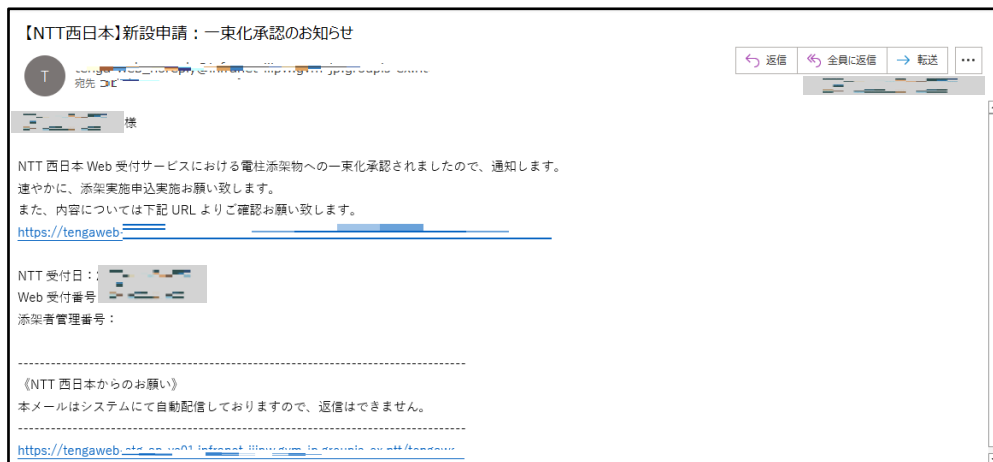 【NTT西日本】新設申請：一束化承認のお知らせ
返信 全員に返信 → 転送 …
T
宛先
様
NTT 西日本 Web 受付サービスにおける電柱添架物への一束化承認されましたので、通知します。
速やかに、添架実施申込実施お願い致します。
また、内容については下記 URL よりご確認お願い致します。
https://tengaweb-
NTT 受付日：
Web 受付番号
添架者管理番号：
------------------------------------------------------------------------------------
《NTT 西日本からのお願い》
本メールはシステムにて自動配信しておりますので、返信はできません。
------------------------------------------------------------------------------------
https://tengaweb-